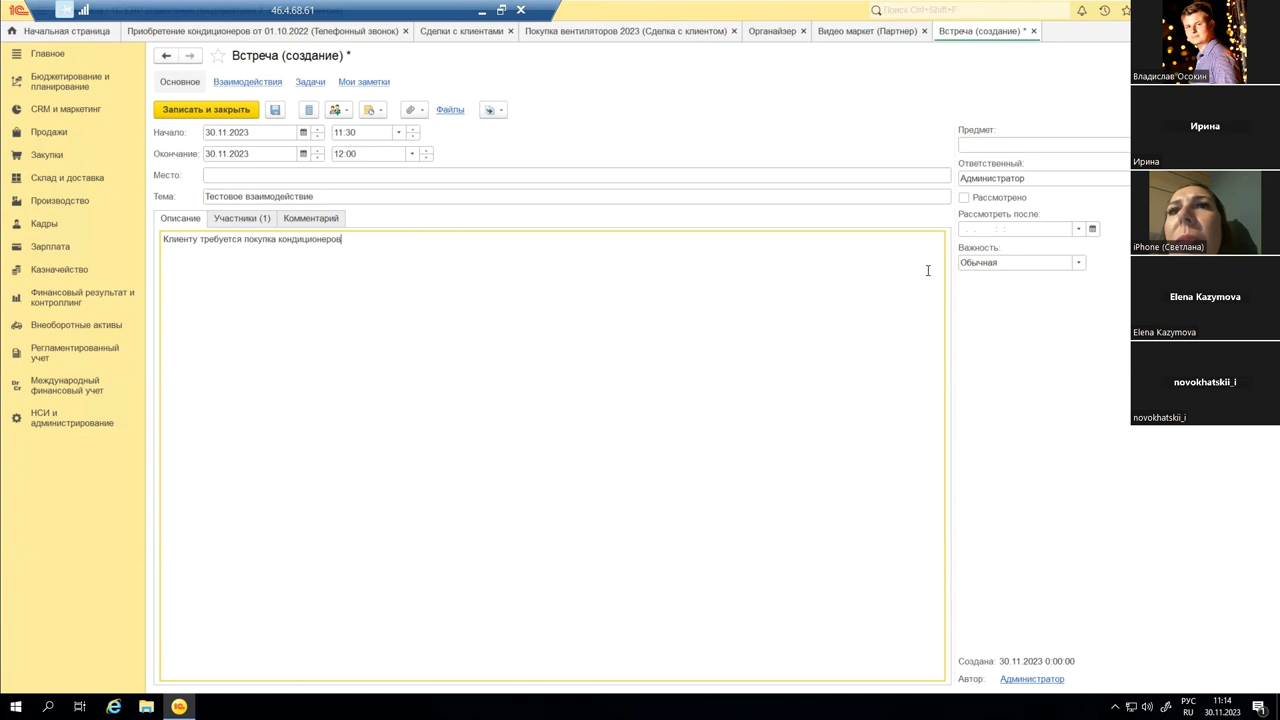 46.4.68.61
Поиск Ctrl+Shift+F
Начальная страница
Приобретение кондиционеров от 01.10.2022 (Телефонный звонок)
Сделки с клиентами
Покупка вентиляторов 2023 (Сделка с клиентом)
Органайзер
Видео маркет (Партнер)
Встреча (создание) *
Главное
Бюджетирование и
планирование
CRM и маркетинг
Продажи
Закупки
Склад и доставка
Производство
Кадры
Зарплата
Казначейство
Финансовый результат и
контроллинг
Внеоборотные активы
Регламентированный
учет
Международный
финансовый учет
НСИ и
администрирование
Встреча (создание) *
Основное
Взаимодействия
Задачи
Мои заметки
Записать и закрыть
Файлы
Начало:
30.11.2023
11:30
Окончание:
30.11.2023
12:00
Место:
Тема:
Тестовое взаимодействие
Описание
Участники (1)
Комментарий
Клиенту требуется покупка кондиционеров
Предмет:
Ответственный:
Администратор
Рассмотрено
Рассмотреть после:
. . : :
Важность:
Обычная
Создана: 30.11.2023 0:00:00
Автор: Администратор
Владислав Осокин
Ирина
Ирина
iPhone (Светлана)
Elena Kazymova
Elena Kazymova
novokhatskii_i
novokhatskii_i
РУС
RU
11:14
30.11.2023
1